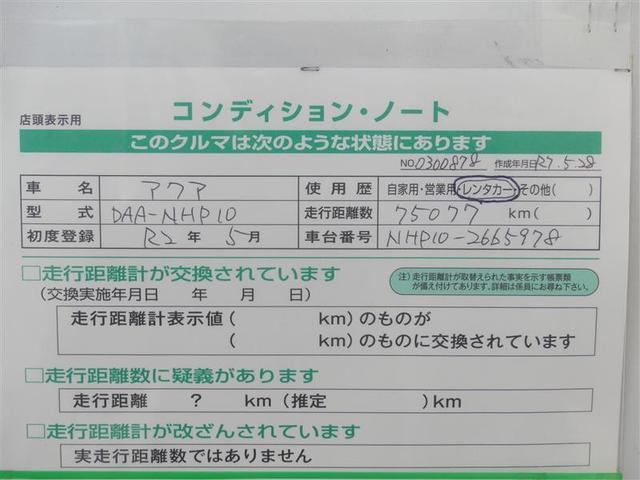 店頭表示用
コンディション・ノート
このクルマは次のような状態にあります
NO.0300878 作成年月日R7.5.28
車名 アクア 使用歴 自家用・営業用・レンタカー・その他( )
型式 DAA-NHP10 走行距離数 75077 km( )
初度登録 R2年 5月 車台番号 NHP10-2665978
□走行距離計が交換されています
(交換実施年月日 年 月 日)
注)走行距離計が取替えられた事実を示す帳票類
が備え付けてあります。詳細は係員にお尋ね下さい。
走行距離計表示値( km)のものが
( km)のものに交換されています
□走行距離数に疑義があります
走行距離 ? km(推定 )km
□走行距離計が改ざんされています
実走行距離数ではありません